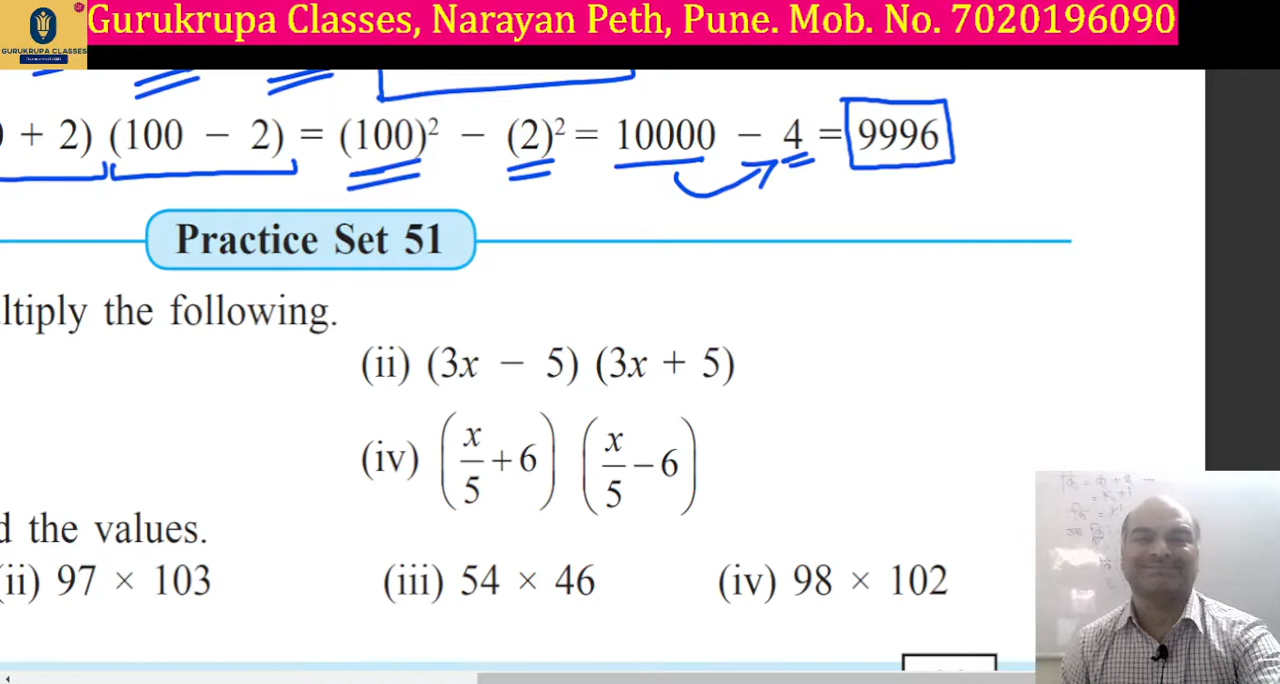 Gurukrupa Classes, Narayan Peth, Pune. Mob. No. 7020196090
GURUKRUPA CLASSES
+ 2) (100 − 2) = (100)² − (2)² = 10000 − 4 = 9996
Practice Set 51
ltiply the following.
(ii) (3x − 5) (3x + 5)
(iv) (x/5 + 6) (x/5 − 6)
d the values.
(ii) 97 × 103 (iii) 54 × 46 (iv) 98 × 102